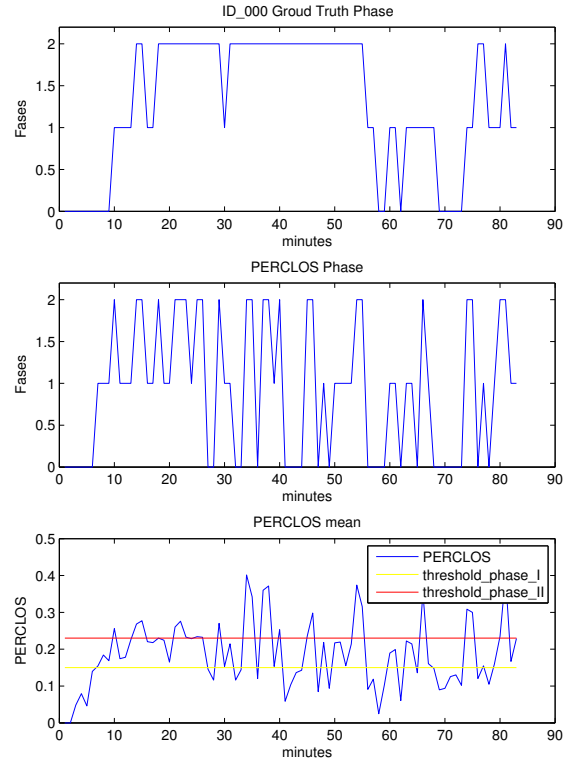 ID_000 Groud Truth Phase
2
1.5
1
0.5
0
Fases
0 10 20 30 40 50 60 70 80 90
minutes
PERCLOS Phase
2
1.5
1
0.5
0
Fases
0 10 20 30 40 50 60 70 80 90
minutes
PERCLOS mean
0.5
0.4
0.3
0.2
0.1
0
PERCLOS
PERCLOS
threshold_phase_I
threshold_phase_II
0 10 20 30 40 50 60 70 80 90
minutes